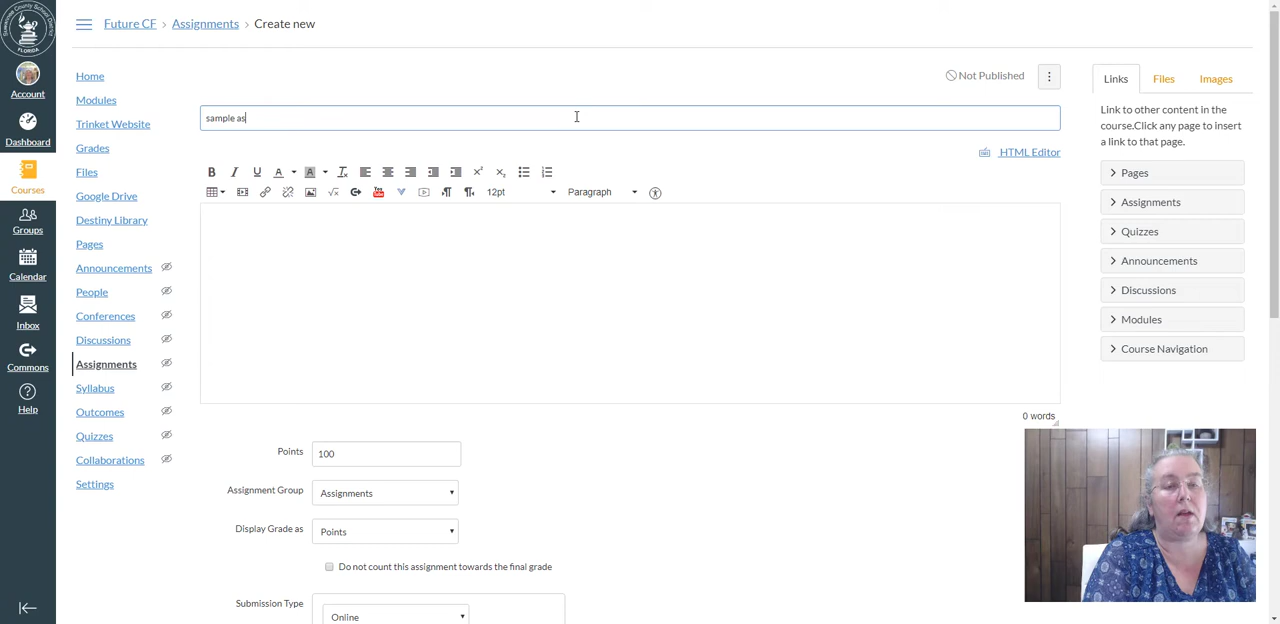 Future CF > Assignments > Create new
FLORIDA
Account
Dashboard
Courses
Groups
Calendar
Inbox
Commons
Help
Home
Modules
Trinket Website
Grades
Files
Google Drive
Destiny Library
Pages
Announcements
People
Conferences
Discussions
Assignments
Syllabus
Outcomes
Quizzes
Collaborations
Settings
Not Published
sample as
HTML Editor
12pt
Paragraph
0 words
Points
100
Assignment Group
Assignments
Display Grade as
Points
Do not count this assignment towards the final grade
Submission Type
Online
Links Files Images
Link to other content in the
course.Click any page to insert
a link to that page.
Pages
Assignments
Quizzes
Announcements
Discussions
Modules
Course Navigation